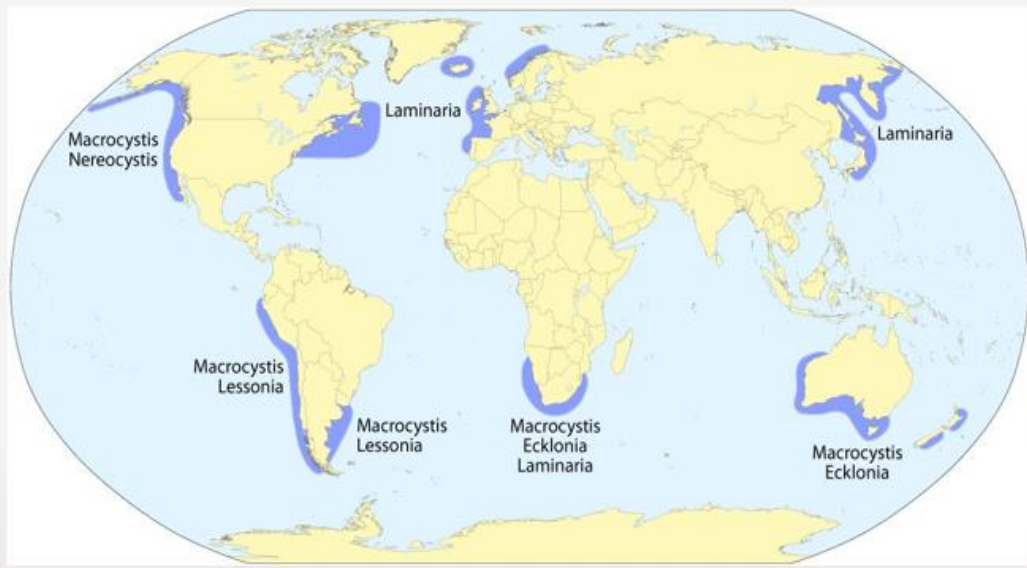 Macrocystis
Nereocystis
Laminaria
Laminaria
Macrocystis
Lessonia
Macrocystis
Lessonia
Macrocystis
Ecklonia
Laminaria
Macrocystis
Ecklonia